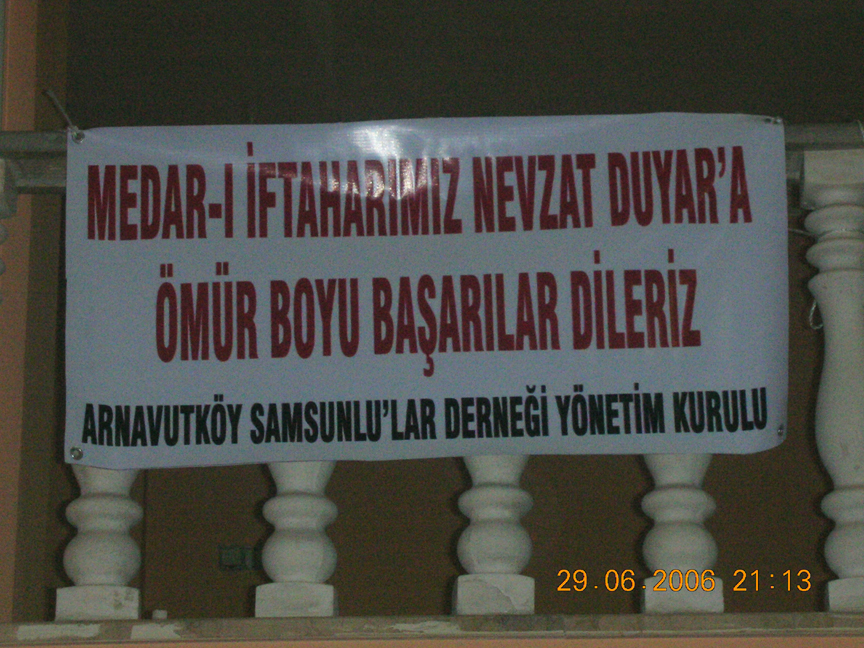 MEDAR-I İFTAHARIMIZ NEVZAT DUYAR'A
ÖMÜR BOYU BAŞARILAR DİLERİZ
ARNAVUTKÖY SAMSUNLU'LAR DERNEĞİ YÖNETİM KURULU
29.06.2006 21:13